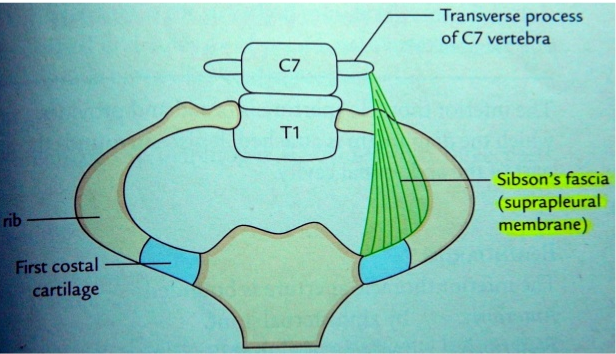 Transverse process
of C7 vertebra
C7
T1
Sibson's fascia
(suprapleural
membrane)
rib
First costal
cartilage